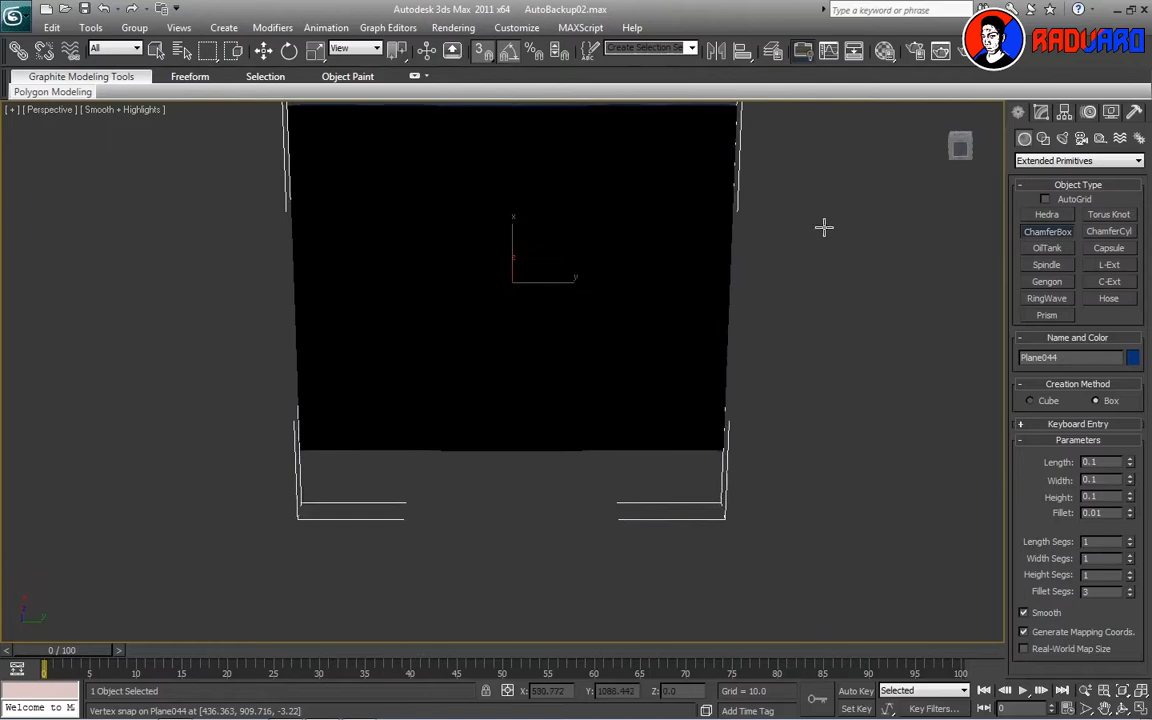 Autodesk 3ds Max 2011 x64 AutoBackup02.max
Type a keyword or phrase
Edit Tools Group Views Create Modifiers Animation Graph Editors Rendering Customize MAXScript Help
RADVARD
All View Create Selection Se
Graphite Modeling Tools Freeform Selection Object Paint
Polygon Modeling
[ + ] [ Perspective ] [ Smooth + Highlights ]
Extended Primitives
- Object Type
AutoGrid
Hedra Torus Knot
ChamferBox ChamferCyl
OilTank Capsule
Spindle L-Ext
Gengon C-Ext
RingWave Hose
Prism
- Name and Color
Plane044
- Creation Method
Cube Box
+ Keyboard Entry
- Parameters
Length: 0.1
Width: 0.1
Height: 0.1
Fillet: 0.01
Length Segs: 1
Width Segs: 1
Height Segs: 1
Fillet Segs: 3
Smooth
Generate Mapping Coords.
Real-World Map Size
x
z
y
x
z
y
< 0 / 100 >
0 5 10 15 20 25 30 35 40 45 50 55 60 65 70 75 80 85 90 95 100
1 Object Selected X: 530.772 Y: 1086.442 Z: 0.0 Grid = 10.0 Auto Key Selected
Welcome to M Vertex snap on Plane044 at [436.363, 909.716, -3.22] Add Time Tag Set Key Key Filters... 0